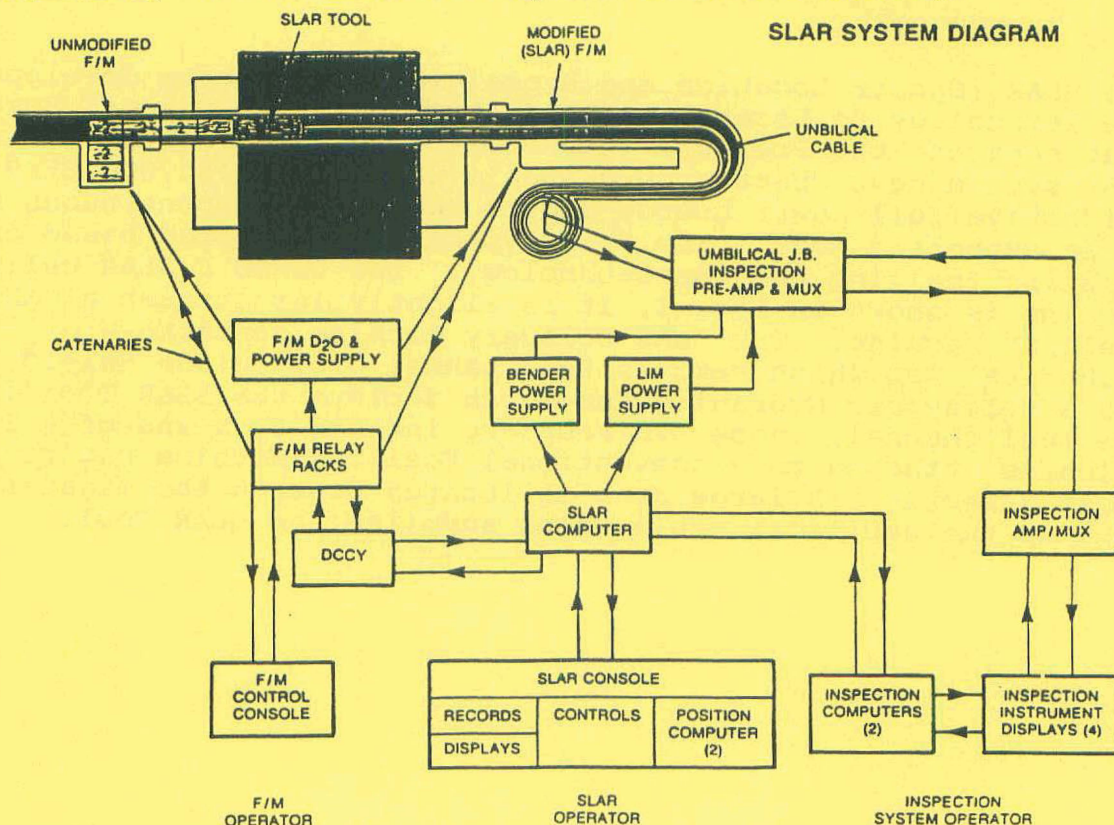 SLAR SYSTEM DIAGRAM
SLAR TOOL
UNMODIFIED
F/M
MODIFIED
(SLAR) F/M
UNBILICAL
CABLE
CATENARIES
F/M D2O &
POWER SUPPLY
F/M RELAY
RACKS
DCCY
F/M
CONTROL
CONSOLE
BENDER
POWER
SUPPLY
LIM
POWER
SUPPLY
UMBILICAL J.B.
INSPECTION
PRE-AMP & MUX
SLAR
COMPUTER
INSPECTION
AMP/MUX
SLAR CONSOLE
RECORDS
DISPLAYS
CONTROLS
POSITION
COMPUTER
(2)
INSPECTION
COMPUTERS
(2)
INSPECTION
INSTRUMENT
DISPLAYS (4)
F/M
OPERATOR
SLAR
OPERATOR
INSPECTION
SYSTEM OPERATOR